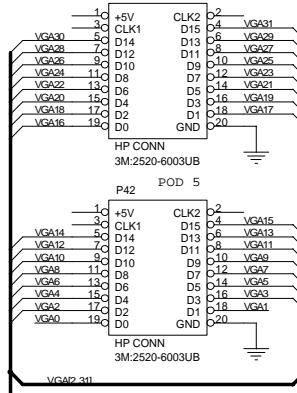 1 +5V CLK2 2
3 CLK1 D15 4 VGA31
VGA30 5 D14 D13 6 VGA29
VGA28 7 D12 D11 8 VGA27
VGA26 9 D10 D9 10 VGA25
VGA24 11 D8 D7 12 VGA23
VGA22 13 D6 D5 14 VGA21
VGA20 15 D4 D3 16 VGA19
VGA18 17 D2 D1 18 VGA17
VGA16 19 D0 GND 20
HP CONN
3M:2520-6003UB
P42 POD 5
1 +5V CLK2 2
3 CLK1 D15 4 VGA15
VGA14 5 D14 D13 6 VGA13
VGA12 7 D12 D11 8 VGA11
VGA10 9 D10 D9 10 VGA9
VGA8 11 D8 D7 12 VGA7
VGA6 13 D6 D5 14 VGA5
VGA4 15 D4 D3 16 VGA3
VGA2 17 D2 D1 18 VGA1
VGA0 19 D0 GND 20
HP CONN
3M:2520-6003UB
VGA[2..31]